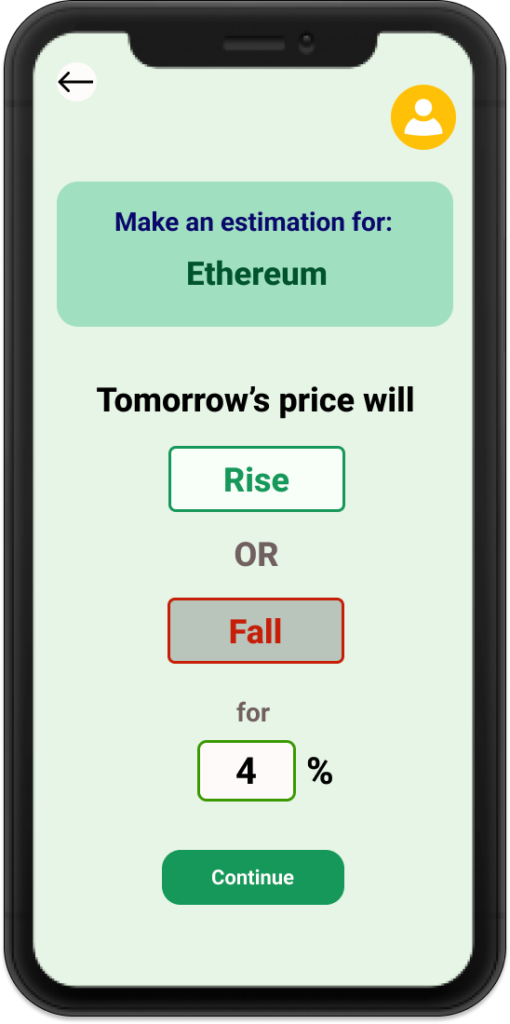 Make an estimation for:
Ethereum
Tomorrow’s price will
Rise
OR
Fall
for
4 %
Continue